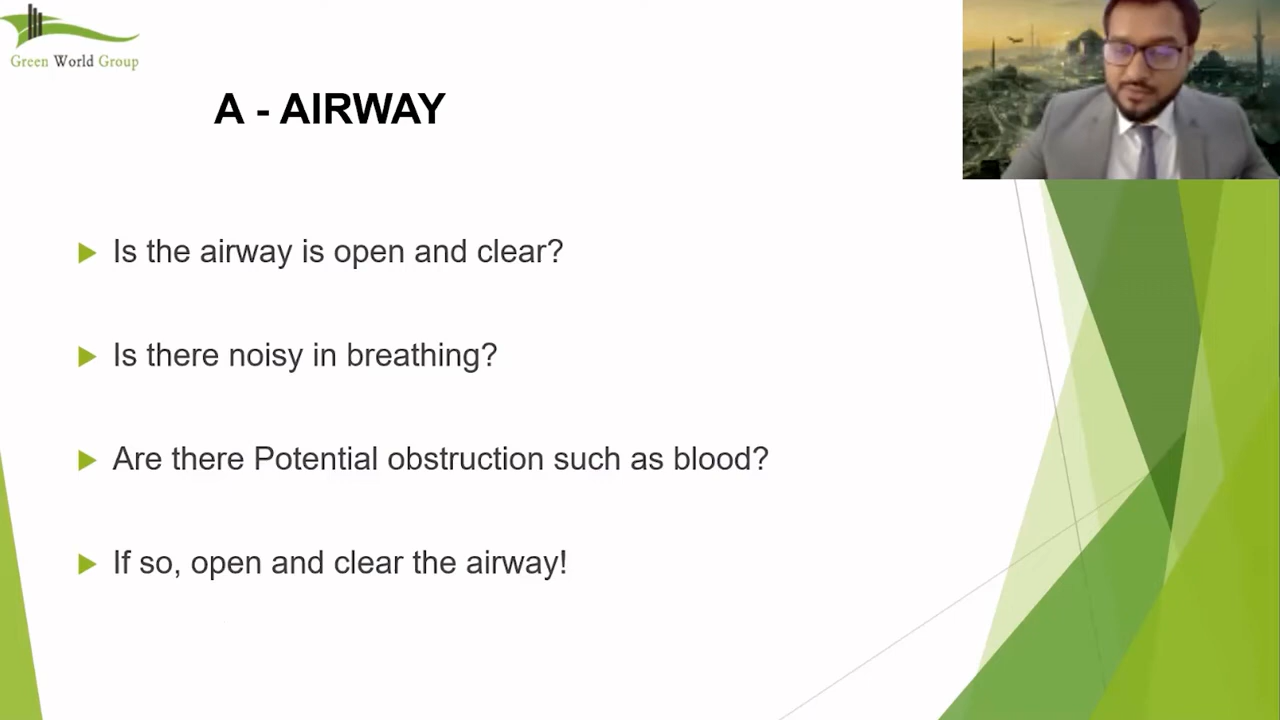 Green World Group
A - AIRWAY
Is the airway is open and clear?
Is there noisy in breathing?
Are there Potential obstruction such as blood?
If so, open and clear the airway!